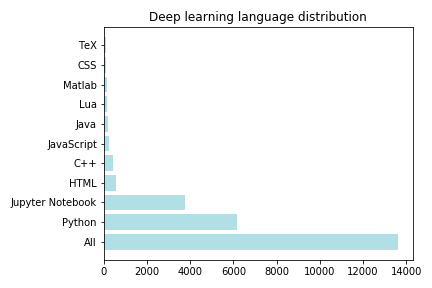 Deep learning language distribution
TeX
CSS
Matlab
Lua
Java
JavaScript
C++
HTML
Jupyter Notebook
Python
All
0 2000 4000 6000 8000 10000 12000 14000